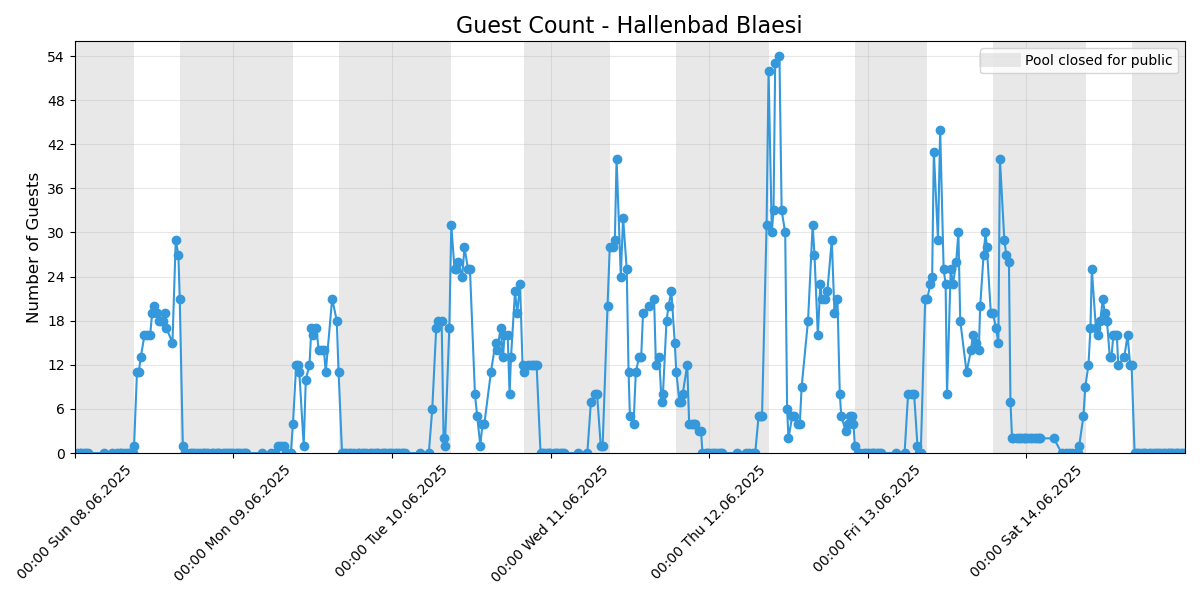 Guest Count - Hallenbad Blaesi
Pool closed for public
Number of Guests
54
48
42
36
30
24
18
12
6
0
00:00 Sun 08.06.2025
00:00 Mon 09.06.2025
00:00 Tue 10.06.2025
00:00 Wed 11.06.2025
00:00 Thu 12.06.2025
00:00 Fri 13.06.2025
00:00 Sat 14.06.2025